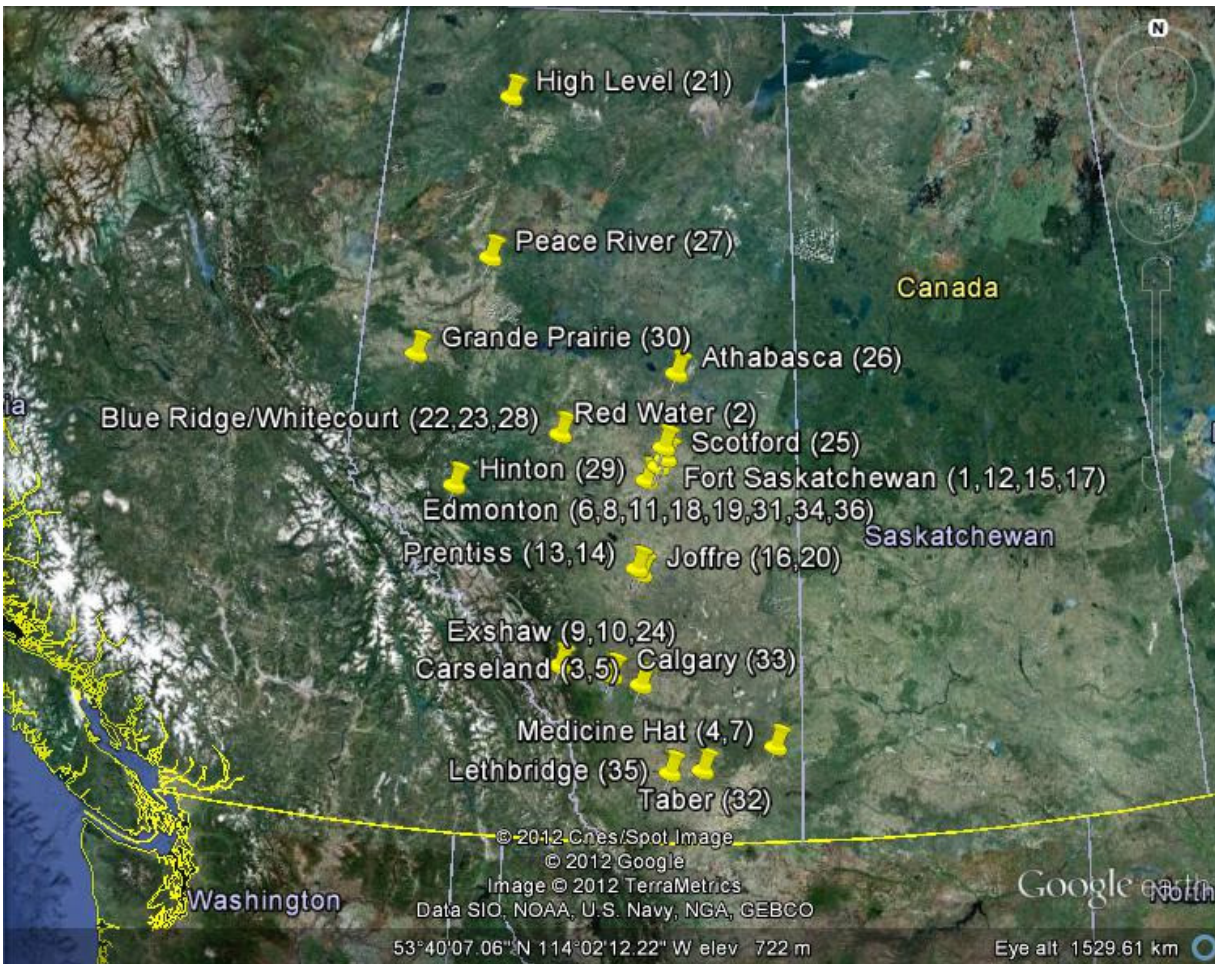 N
High Level (21)
Peace River (27)
Canada
Grande Prairie (30)
Athabasca (26)
ia
Blue Ridge/Whitecourt (22,23,28)
Red Water (2)
Scotford (25)
Hinton (29)
Fort Saskatchewan (1,12,15,17)
Edmonton (6,8,11,18,19,31,34,36)
Saskatchewan
Prentiss (13,14)
Joffre (16,20)
Exshaw (9,10,24)
Carseland (3,5)
Calgary (33)
Medicine Hat (4,7)
Lethbridge (35)
Taber (32)
© 2012 Cnes/Spot Image
© 2012 Google
Image © 2012 TerraMetrics
Data SIO, NOAA, U.S. Navy, NGA, GEBCO
Washington
Google earth
North
53°40'07.06" N 114°02'12.22" W elev 722 m
Eye alt 1529.61 km